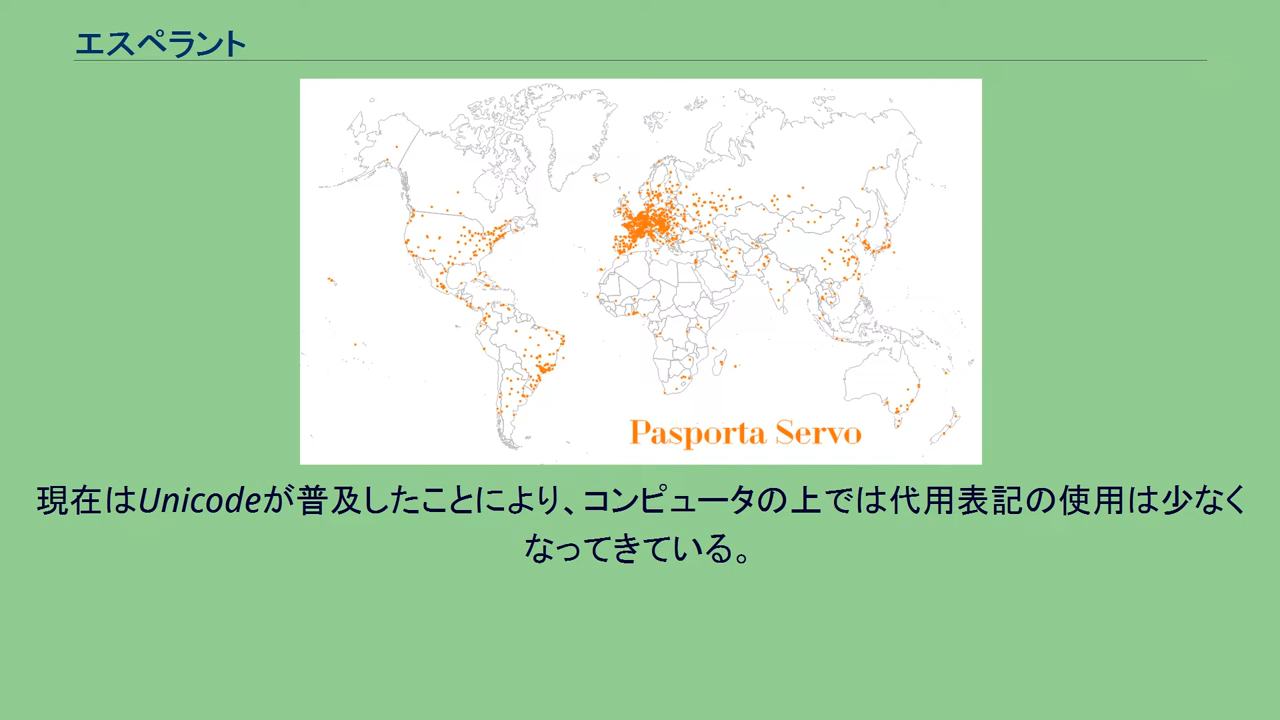 エスペラント
Pasporta Servo
現在はUnicodeが普及したことにより、コンピュータの上では代用表記の使用は少なく
なってきている。